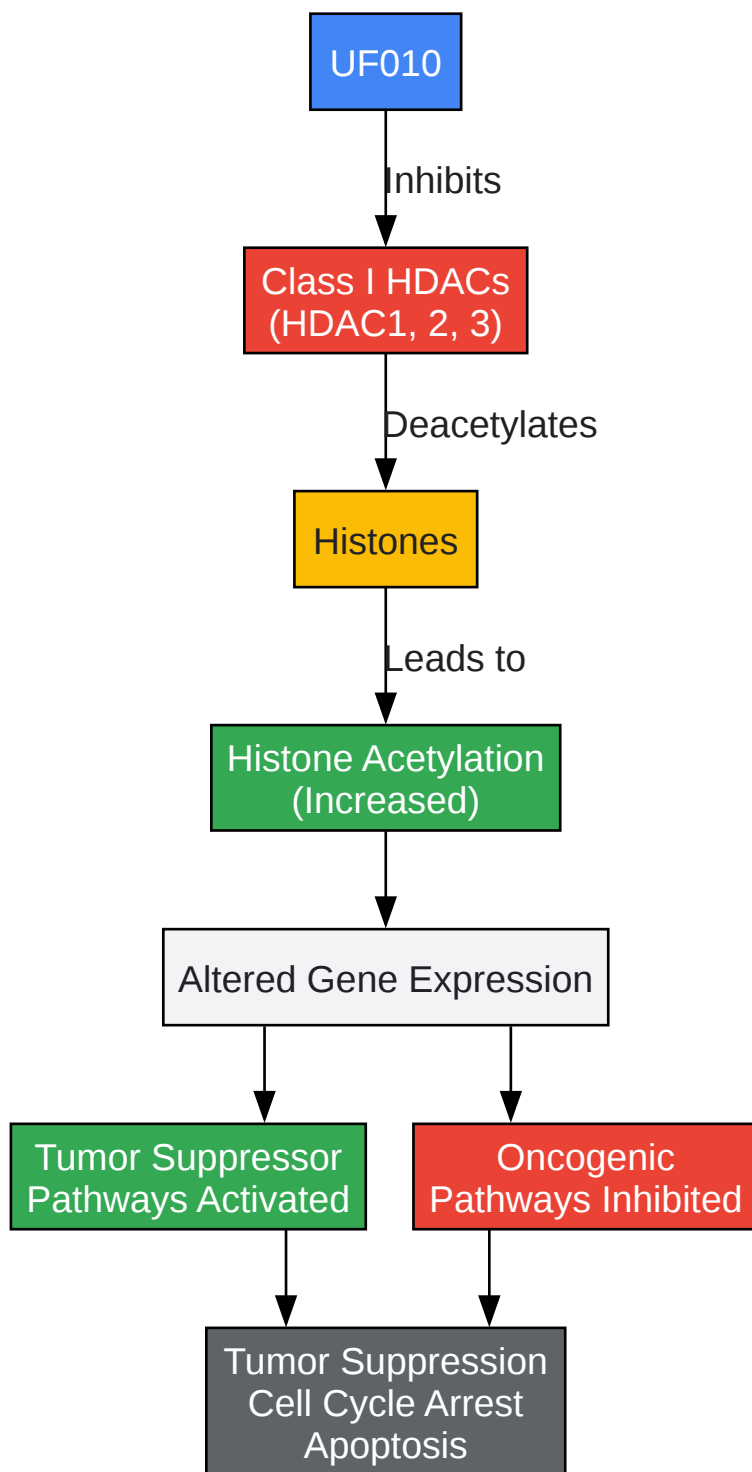 UF010
Inhibits
Class I HDACs
(HDAC1, 2, 3)
Deacetylates
Histones
Leads to
Histone Acetylation
(Increased)
Altered Gene Expression
Tumor Suppressor
Pathways Activated
Oncogenic
Pathways Inhibited
Tumor Suppression
Cell Cycle Arrest
Apoptosis